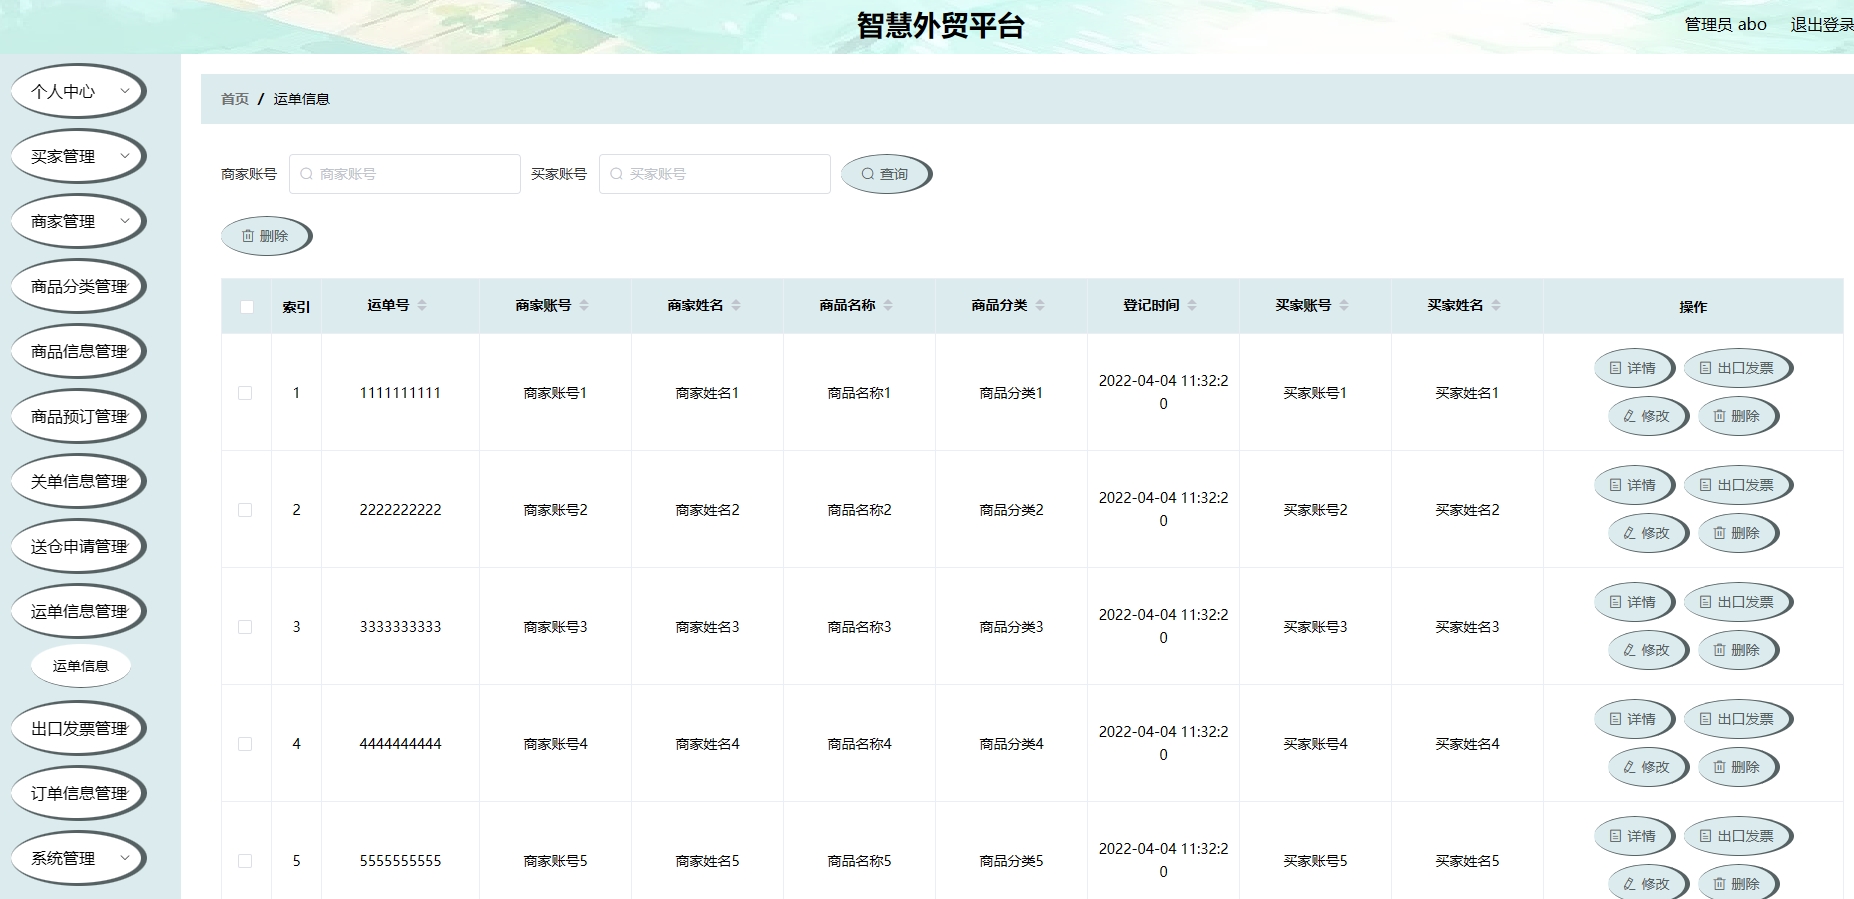 智慧外贸平台
管理员 abo 退出登录
个人中心
买家管理
商家管理
商品分类管理
商品信息管理
商品预订管理
关单信息管理
送仓申请管理
运单信息管理
运单信息
出口发票管理
订单信息管理
系统管理
首页 / 运单信息
商家账号 商家账号 买家账号 买家账号 查询
删除
索引 运单号 商家账号 商家姓名 商品名称 商品分类 登记时间 买家账号 买家姓名 操作
1 1111111111 商家账号1 商家姓名1 商品名称1 商品分类1 2022-04-04 11:32:2
0 买家账号1 买家姓名1 详情 出口发票
修改 删除
2 2222222222 商家账号2 商家姓名2 商品名称2 商品分类2 2022-04-04 11:32:2
0 买家账号2 买家姓名2 详情 出口发票
修改 删除
3 3333333333 商家账号3 商家姓名3 商品名称3 商品分类3 2022-04-04 11:32:2
0 买家账号3 买家姓名3 详情 出口发票
修改 删除
4 4444444444 商家账号4 商家姓名4 商品名称4 商品分类4 2022-04-04 11:32:2
0 买家账号4 买家姓名4 详情 出口发票
修改 删除
5 5555555555 商家账号5 商家姓名5 商品名称5 商品分类5 2022-04-04 11:32:2
0 买家账号5 买家姓名5 详情 出口发票
修改 删除